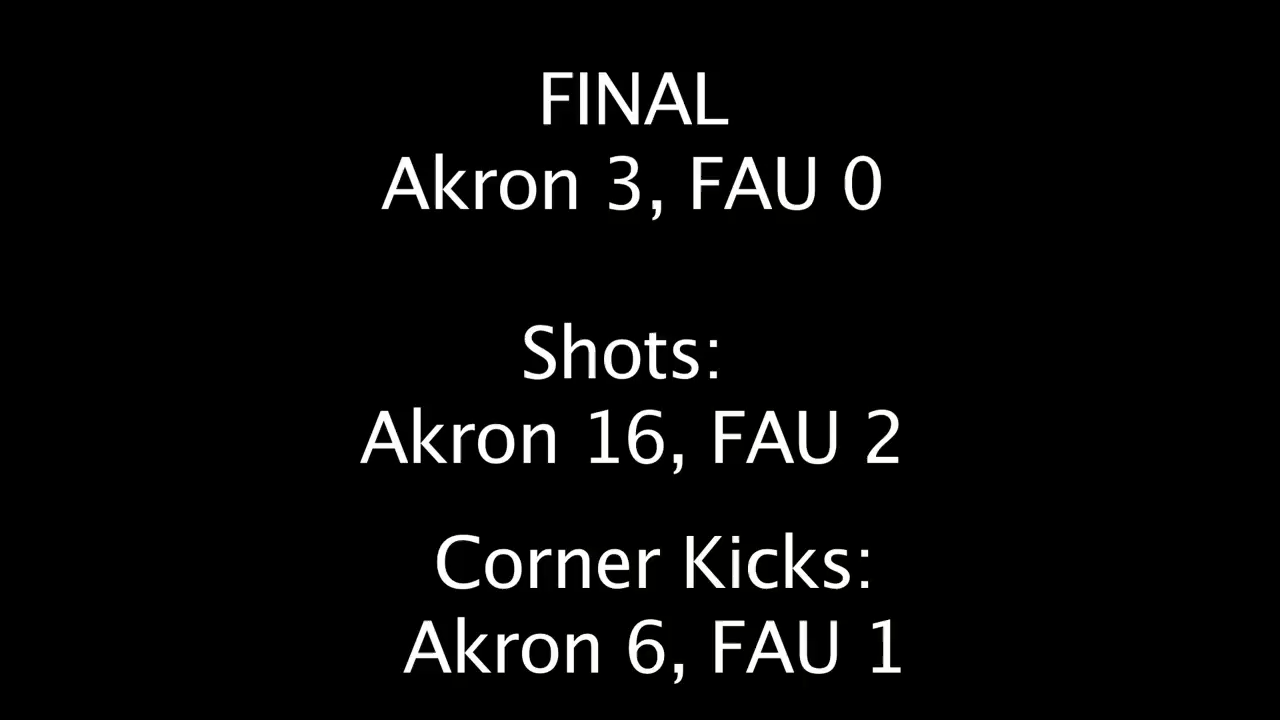 FINAL
Akron 3, FAU 0
Shots:
Akron 16, FAU 2
Corner Kicks:
Akron 6, FAU 1